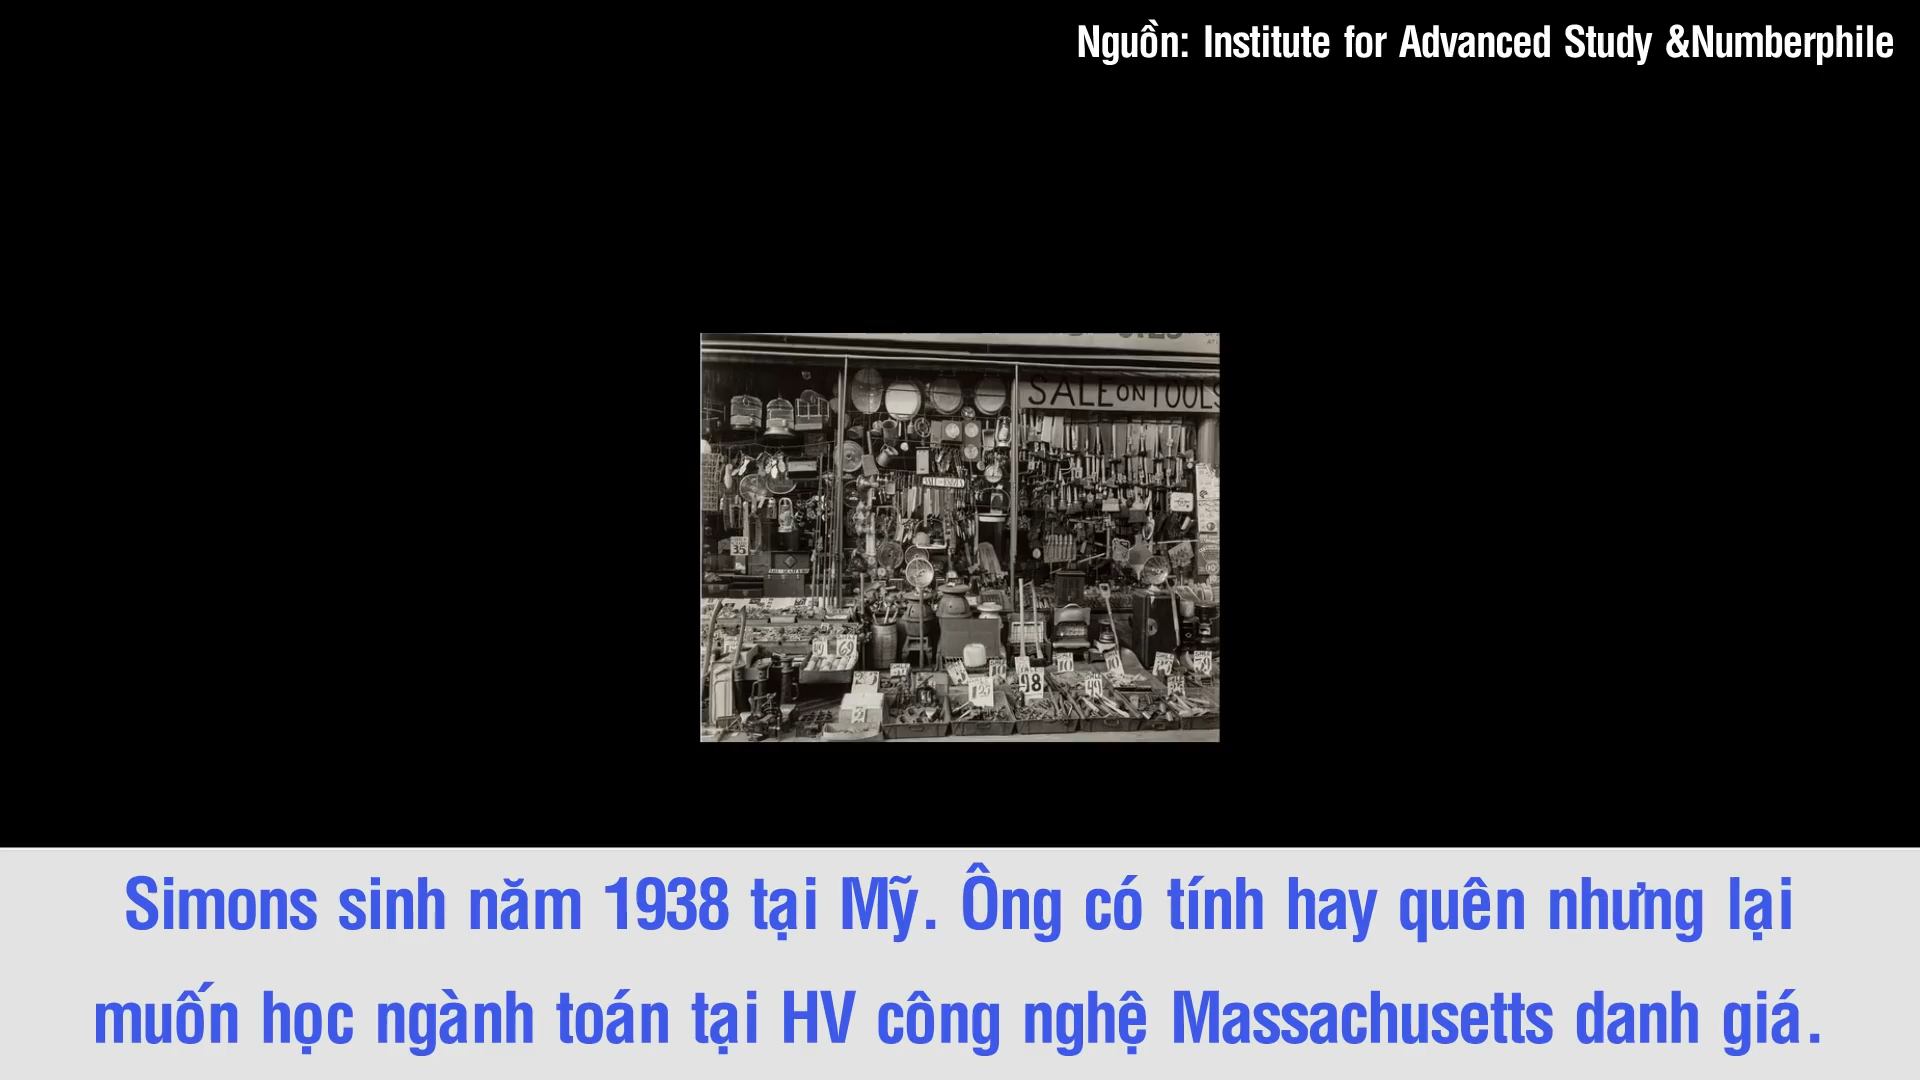 Nguồn: Institute for Advanced Study &Numberphile
SALE ON TOOLS
98
Simons sinh năm 1938 tại Mỹ. Ông có tính hay quên nhưng lại
muốn học ngành toán tại HV công nghệ Massachusetts danh giá.